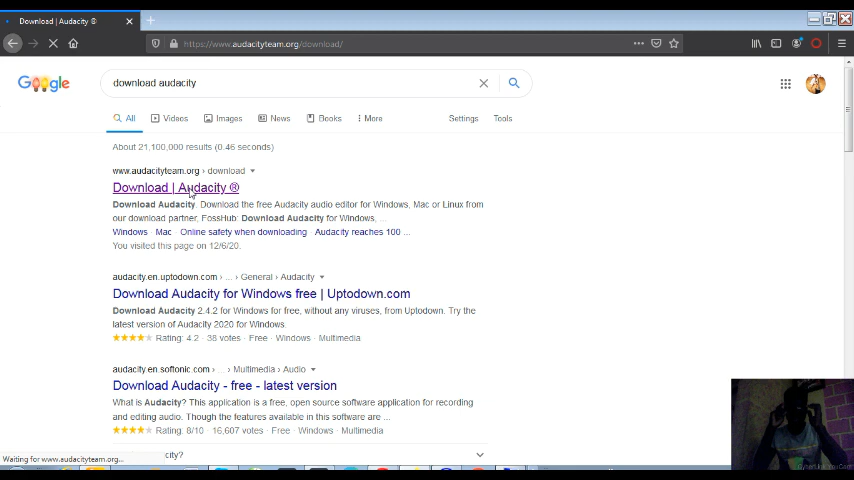 Download | Audacity ®
https://www.audacityteam.org/download/
Google
download audacity
All Videos Images News Books More Settings Tools
About 21,100,000 results (0.46 seconds)
www.audacityteam.org › download
Download | Audacity ®
Download Audacity. Download the free Audacity audio editor for Windows, Mac or Linux from
our download partner, FossHub: Download Audacity for Windows, ...
Windows · Mac · Online safety when downloading · Audacity reaches 100 ...
You visited this page on 12/6/20.
audacity.en.uptodown.com › ... › General › Audacity
Download Audacity for Windows free | Uptodown.com
Download Audacity 2.4.2 for Windows for free, without any viruses, from Uptodown. Try the
latest version of Audacity 2020 for Windows.
Rating: 4.2 · 38 votes · Free · Windows · Multimedia
audacity.en.softonic.com › ... › Multimedia › Audio
Download Audacity - free - latest version
What is Audacity? This application is a free, open source software application for recording
and editing audio. Though the features available in this software are ...
Rating: 8/10 · 16,607 votes · Free · Windows · Multimedia
city?
Waiting for www.audacityteam.org...